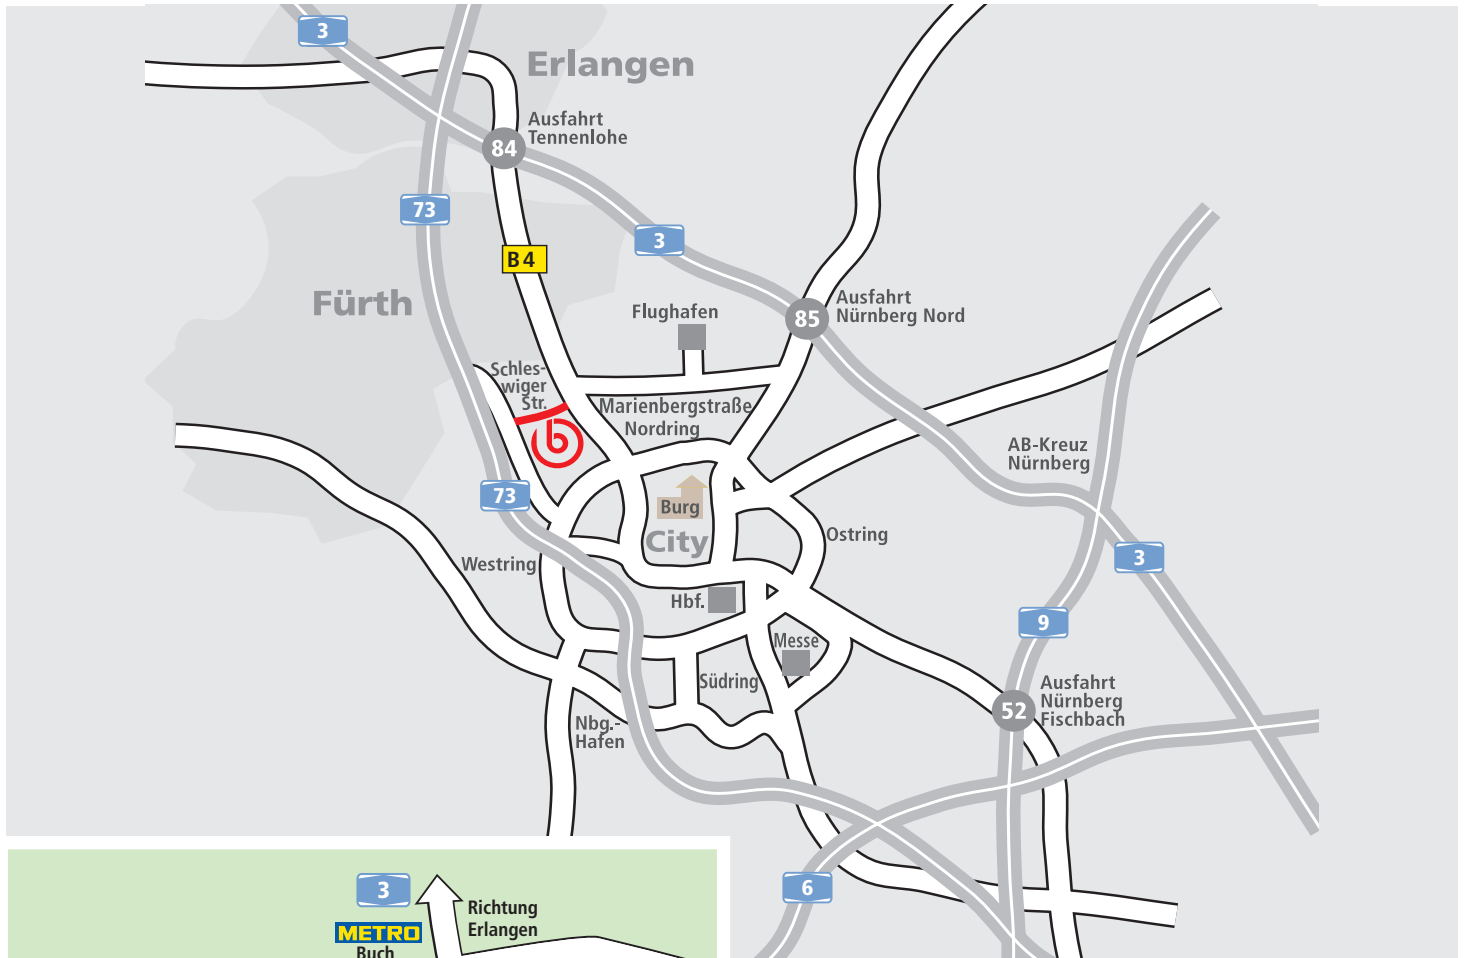 3
Erlangen
Ausfahrt
Tennenlohe
84
73
3
B 4
Fürth
Flughafen
Ausfahrt
Nürnberg Nord
85
Schles-
wiger
Str.
Marienbergstraße
Nordring
b
AB-Kreuz
Nürnberg
73
Burg
City
Ostring
Westring
3
Hbf.
9
Messe
Südring
Ausfahrt
Nürnberg
Fischbach
52
Nbg.-
Hafen
6
3
Richtung
Erlangen
METRO
Buch